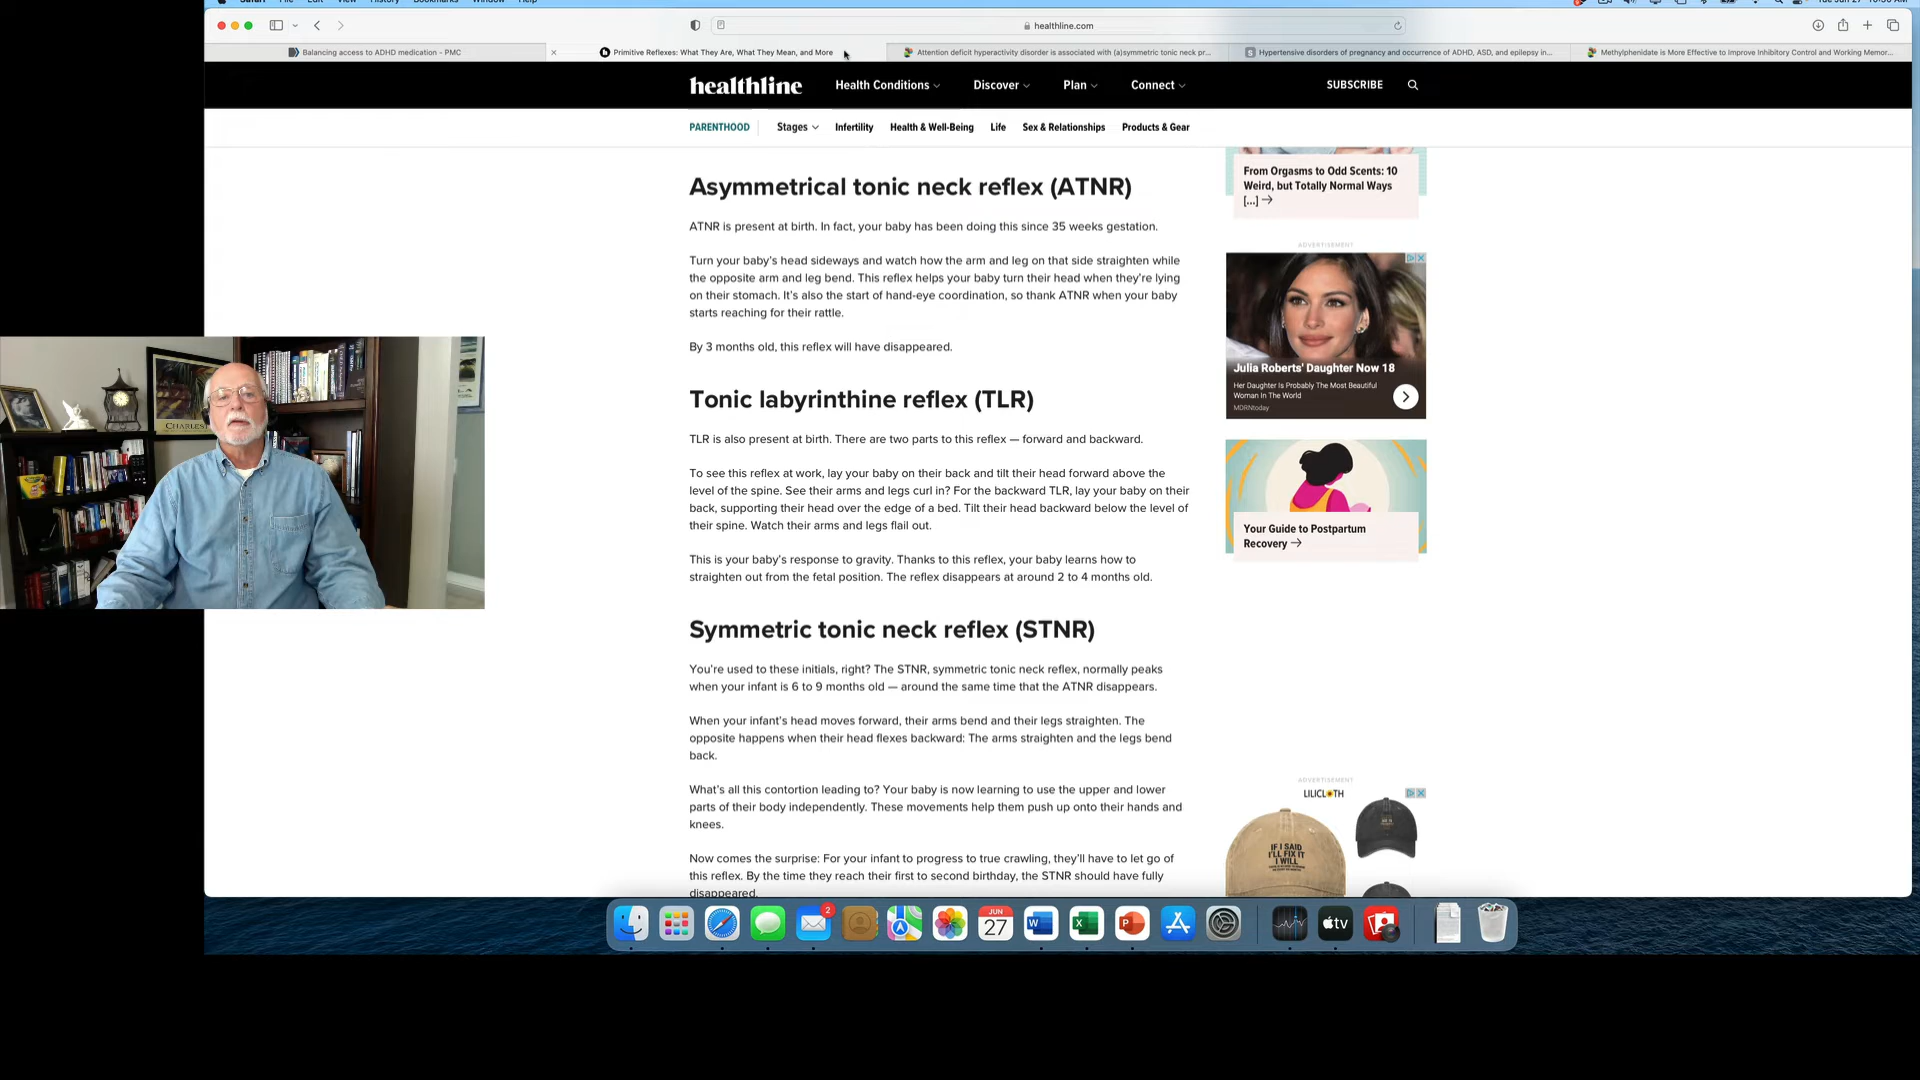 Safari File Edit View History Bookmarks Window Help
healthline.com
Balancing access to ADHD medication - PMC
Primitive Reflexes: What They Are, What They Mean, and More
Attention deficit hyperactivity disorder is associated with (a)symmetric tonic neck pr...
Hypertensive disorders of pregnancy and occurrence of ADHD, ASD, and epilepsy in...
Methylphenidate is More Effective to Improve Inhibitory Control and Working Memor...
healthline
Health Conditions
Discover
Plan
Connect
SUBSCRIBE
PARENTHOOD
Stages
Infertility
Health & Well-Being
Life
Sex & Relationships
Products & Gear
Asymmetrical tonic neck reflex (ATNR)
ATNR is present at birth. In fact, your baby has been doing this since 35 weeks gestation.
Turn your baby's head sideways and watch how the arm and leg on that side straighten while
the opposite arm and leg bend. This reflex helps your baby turn their head when they're lying
on their stomach. It's also the start of hand-eye coordination, so thank ATNR when your baby
starts reaching for their rattle.
By 3 months old, this reflex will have disappeared.
Tonic labyrinthine reflex (TLR)
TLR is also present at birth. There are two parts to this reflex — forward and backward.
To see this reflex at work, lay your baby on their back and tilt their head forward above the
level of the spine. See their arms and legs curl in? For the backward TLR, lay your baby on their
back, supporting their head over the edge of a bed. Tilt their head backward below the level of
their spine. Watch their arms and legs flail out.
This is your baby's response to gravity. Thanks to this reflex, your baby learns how to
straighten out from the fetal position. The reflex disappears at around 2 to 4 months old.
Symmetric tonic neck reflex (STNR)
You're used to these initials, right? The STNR, symmetric tonic neck reflex, normally peaks
when your infant is 6 to 9 months old — around the same time that the ATNR disappears.
When your infant's head moves forward, their arms bend and their legs straighten. The
opposite happens when their head flexes backward: The arms straighten and the legs bend
back.
What's all this contortion leading to? Your baby is now learning to use the upper and lower
parts of their body independently. These movements help them push up onto their hands and
knees.
Now comes the surprise: For your infant to progress to true crawling, they'll have to let go of
this reflex. By the time they reach their first to second birthday, the STNR should have fully
disappeared.
From Orgasms to Odd Scents: 10
Weird, but Totally Normal Ways
[...]
ADVERTISEMENT
Julia Roberts' Daughter Now 18
Her Daughter Is Probably The Most Beautiful
Woman In The World
MDRNtoday
Your Guide to Postpartum
Recovery
ADVERTISEMENT
LILICLOTH
IF I SAID
I'LL FIX IT
I WILL
CHARLES
2
JUN
27
W
X
P
tv